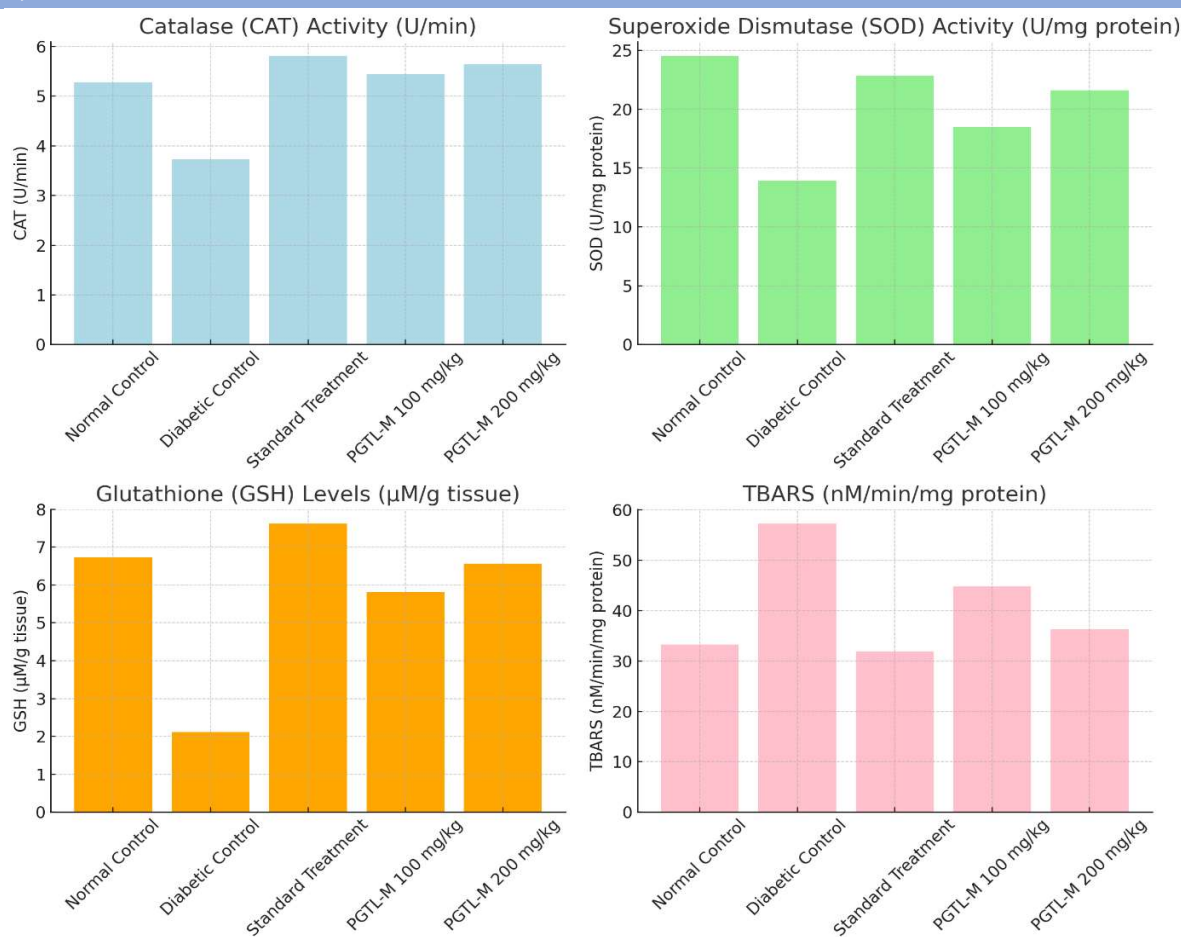 Catalase (CAT) Activity (U/min)
CAT (U/min)
6
5
4
3
2
1
0
Normal Control
Diabetic Control
Standard Treatment
PGTL-M 100 mg/kg
PGTL-M 200 mg/kg
Superoxide Dismutase (SOD) Activity (U/mg protein)
SOD (U/mg protein)
25
20
15
10
5
0
Normal Control
Diabetic Control
Standard Treatment
PGTL-M 100 mg/kg
PGTL-M 200 mg/kg
Glutathione (GSH) Levels (μM/g tissue)
GSH (μM/g tissue)
8
7
6
5
4
3
2
1
0
Normal Control
Diabetic Control
Standard Treatment
PGTL-M 100 mg/kg
PGTL-M 200 mg/kg
TBARS (nM/min/mg protein)
TBARS (nM/min/mg protein)
60
50
40
30
20
10
0
Normal Control
Diabetic Control
Standard Treatment
PGTL-M 100 mg/kg
PGTL-M 200 mg/kg